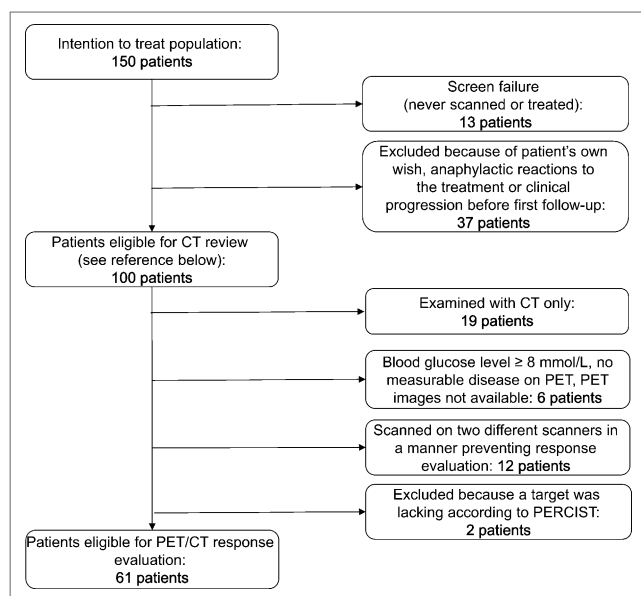 Intention to treat population:
150 patients
Screen failure
(never scanned or treated):
13 patients
Excluded because of patient's own
wish, anaphylactic reactions to
the treatment or clinical
progression before first follow-up:
37 patients
Patients eligible for CT review
(see reference below):
100 patients
Examined with CT only:
19 patients
Blood glucose level ≥ 8 mmol/L, no
measurable disease on PET, PET
images not available: 6 patients
Scanned on two different scanners in
a manner preventing response
evaluation: 12 patients
Excluded because a target was
lacking according to PERCIST:
2 patients
Patients eligible for PET/CT response
evaluation:
61 patients